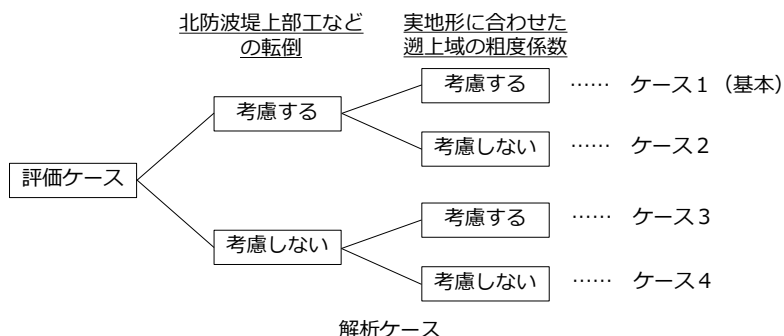 北防波堤上部工など
の転倒
実地形に合わせた
遡上域の粗度係数
考慮する …… ケース1（基本）
考慮する
考慮しない …… ケース2
評価ケース
考慮する …… ケース3
考慮しない
考慮しない …… ケース4
解析ケース